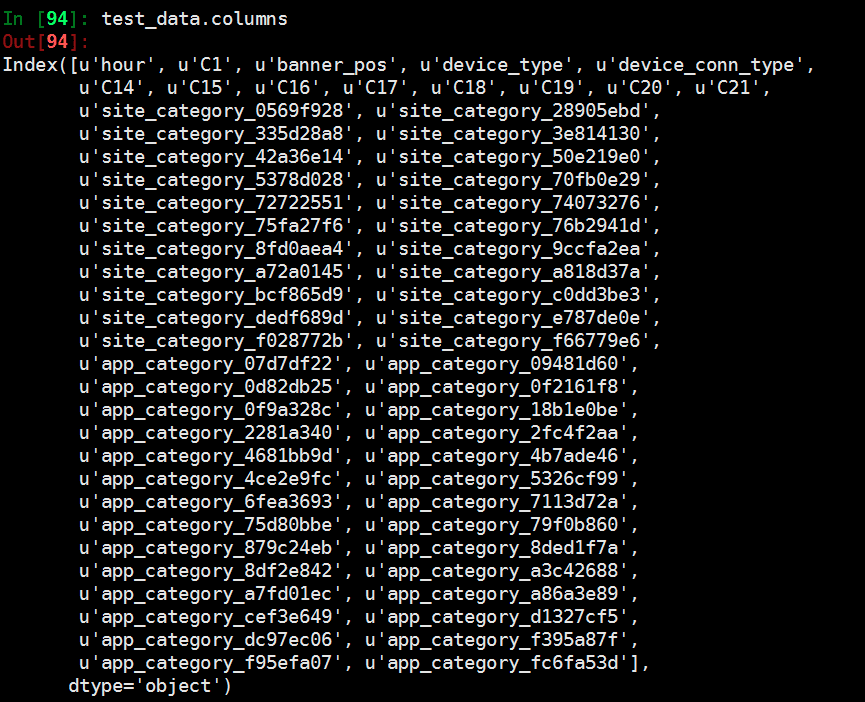 In [94]: test_data.columns
Out[94]:
Index([u'hour', u'C1', u'banner_pos', u'device_type', u'device_conn_type',
u'C14', u'C15', u'C16', u'C17', u'C18', u'C19', u'C20', u'C21',
u'site_category_0569f928', u'site_category_28905ebd',
u'site_category_335d28a8', u'site_category_3e814130',
u'site_category_42a36e14', u'site_category_50e219e0',
u'site_category_5378d028', u'site_category_70fb0e29',
u'site_category_72722551', u'site_category_74073276',
u'site_category_75fa27f6', u'site_category_76b2941d',
u'site_category_8fd0aea4', u'site_category_9ccfa2ea',
u'site_category_a72a0145', u'site_category_a818d37a',
u'site_category_bcf865d9', u'site_category_c0dd3be3',
u'site_category_dedf689d', u'site_category_e787de0e',
u'site_category_f028772b', u'site_category_f66779e6',
u'app_category_07d7df22', u'app_category_09481d60',
u'app_category_0d82db25', u'app_category_0f2161f8',
u'app_category_0f9a328c', u'app_category_18b1e0be',
u'app_category_2281a340', u'app_category_2fc4f2aa',
u'app_category_4681bb9d', u'app_category_4b7ade46',
u'app_category_4ce2e9fc', u'app_category_5326cf99',
u'app_category_6fea3693', u'app_category_7113d72a',
u'app_category_75d80bbe', u'app_category_79f0b860',
u'app_category_879c24eb', u'app_category_8ded1f7a',
u'app_category_8df2e842', u'app_category_a3c42688',
u'app_category_a7fd01ec', u'app_category_a86a3e89',
u'app_category_cef3e649', u'app_category_d1327cf5',
u'app_category_dc97ec06', u'app_category_f395a87f',
u'app_category_f95efa07', u'app_category_fc6fa53d'],
dtype='object')